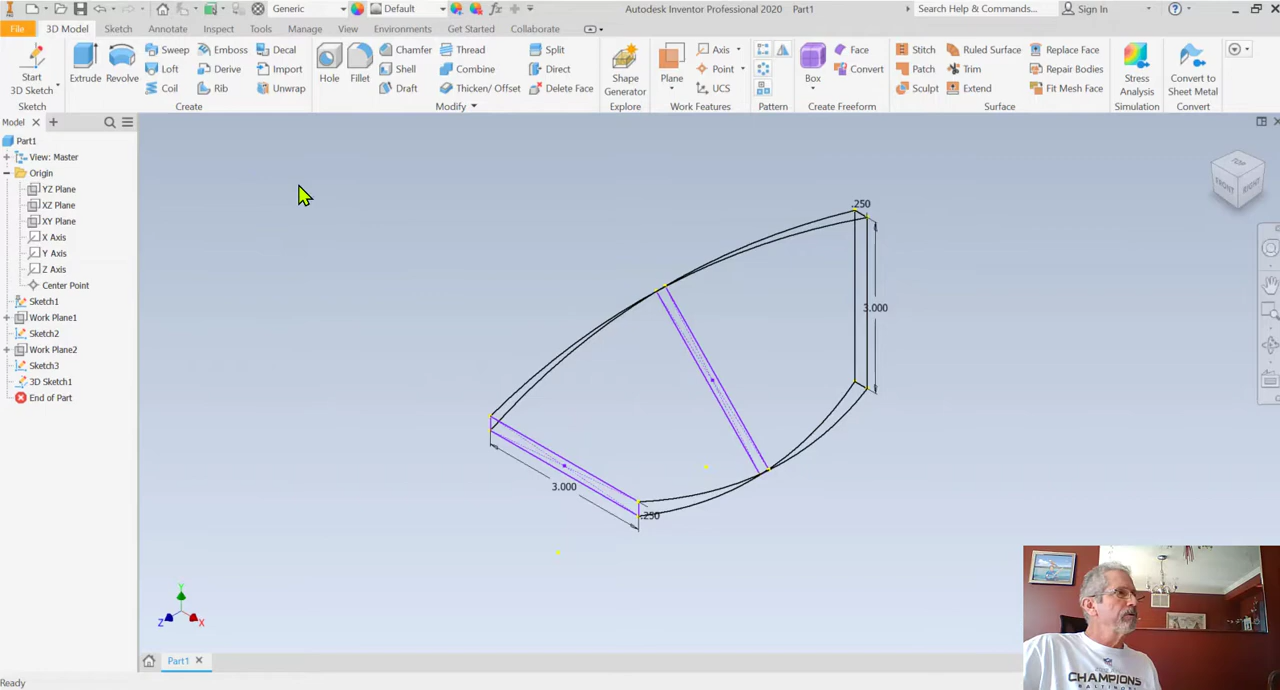 Generic
Default
Autodesk Inventor Professional 2020 Part1
Search Help & Commands...
Sign In
File
3D Model
Sketch
Annotate
Inspect
Tools
Manage
View
Environments
Get Started
Collaborate
Start
3D Sketch
Sketch
Extrude
Revolve
Sweep
Loft
Coil
Emboss
Derive
Rib
Decal
Import
Unwrap
Create
Hole
Fillet
Chamfer
Shell
Draft
Thread
Combine
Thicken/ Offset
Split
Direct
Delete Face
Modify
Shape
Generator
Explore
Plane
Axis
Point
UCS
Work Features
Pattern
Box
Face
Convert
Create Freeform
Stitch
Patch
Sculpt
Ruled Surface
Trim
Extend
Replace Face
Repair Bodies
Fit Mesh Face
Surface
Stress
Analysis
Simulation
Convert to
Sheet Metal
Convert
Model
Part1
View: Master
Origin
YZ Plane
XZ Plane
XY Plane
X Axis
Y Axis
Z Axis
Center Point
Sketch1
Work Plane1
Sketch2
Work Plane2
Sketch3
3D Sketch1
End of Part
TOP
FRONT
RIGHT
.250
3.000
3.000
.250
Y
Z
X
Part1
Ready
CHAMPIONS